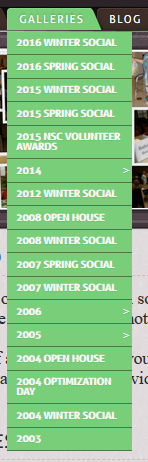 GALLERIES BLOG
2016 WINTER SOCIAL
2016 SPRING SOCIAL
2015 WINTER SOCIAL
2015 SPRING SOCIAL
2015 NSC VOLUNTEER
AWARDS
2014 >
2012 WINTER SOCIAL
2008 OPEN HOUSE
2008 WINTER SOCIAL
2007 SPRING SOCIAL
2007 WINTER SOCIAL
2006 >
2005 >
2004 OPEN HOUSE
2004 OPTIMIZATION
DAY
2004 WINTER SOCIAL
2003